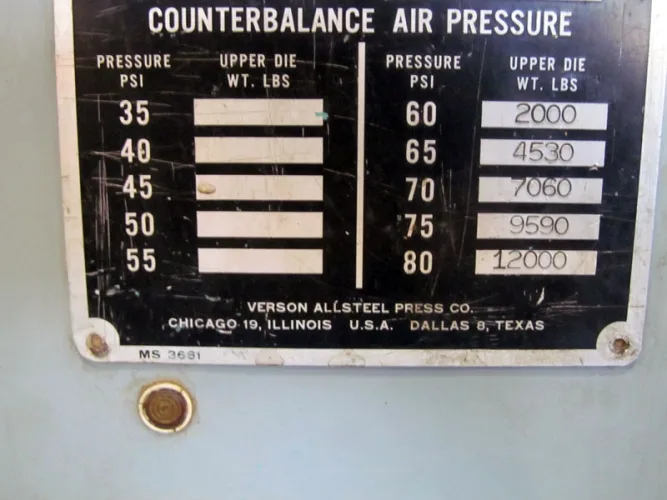 COUNTERBALANCE AIR PRESSURE
PRESSURE PSI UPPER DIE WT. LBS
35
40
45
50
55
PRESSURE PSI UPPER DIE WT. LBS
60 2000
65 4530
70 7060
75 9590
80 12000
VERSON ALLSTEEL PRESS CO.
CHICAGO 19, ILLINOIS U.S.A. DALLAS 8, TEXAS
MS 3681